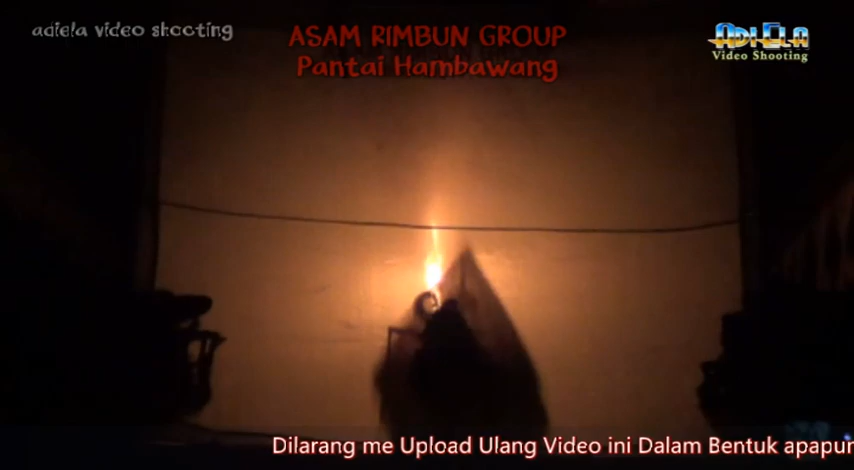 adiela video shooting
ASAM RIMBUN GROUP
Pantai Hambawang
ADIELA
Video Shooting
Dilarang me Upload Ulang Video ini Dalam Bentuk apapun